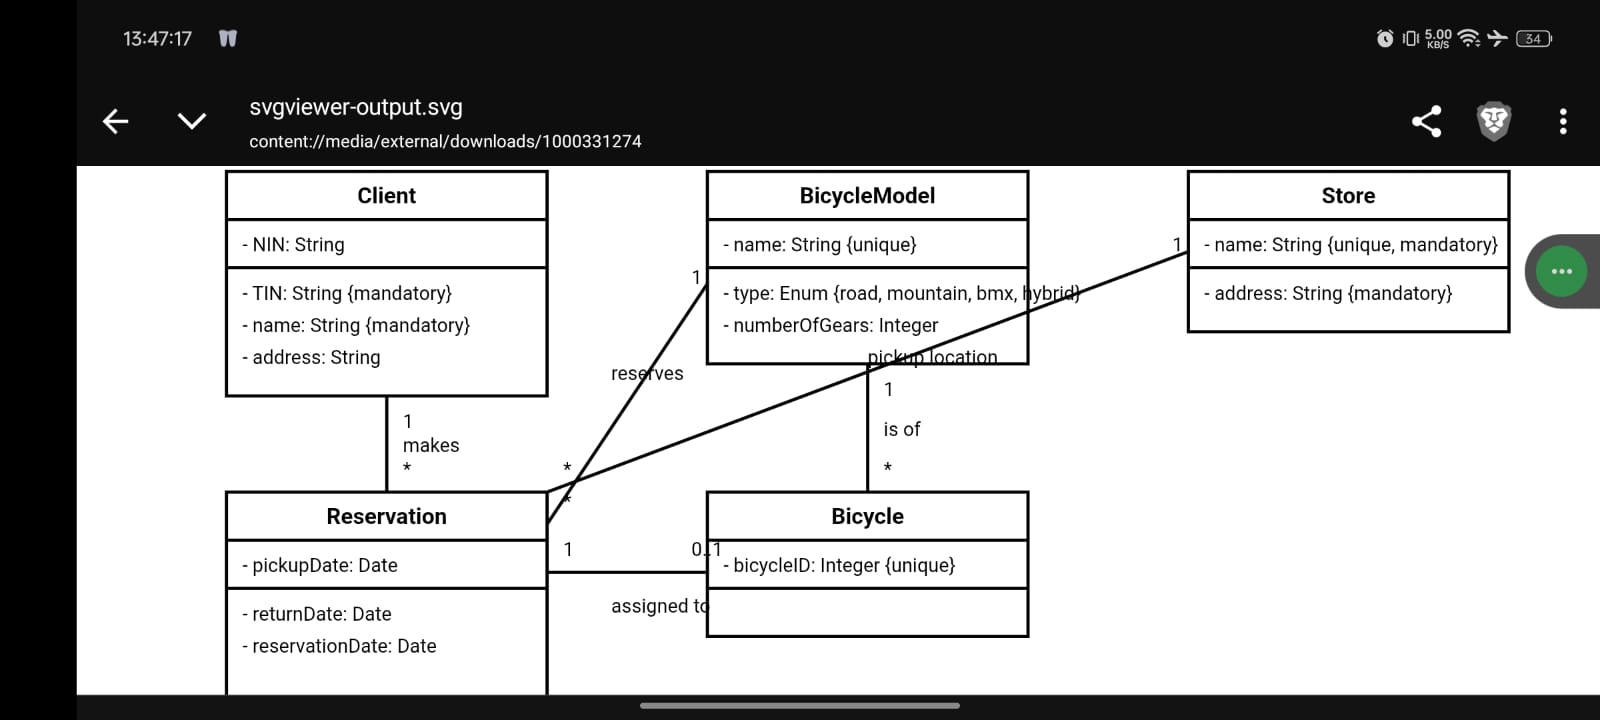 13:47:17
5.00
KB/S
34
svgviewer-output.svg
content://media/external/downloads/1000331274
Client
- NIN: String
- TIN: String {mandatory}
- name: String {mandatory}
- address: String
BicycleModel
- name: String {unique}
- type: Enum {road, mountain, bmx, hybrid}
- numberOfGears: Integer
Store
- name: String {unique, mandatory}
- address: String {mandatory}
1
1
reserves
pickup location
1
makes
*
1
is of
*
*
*
Reservation
- pickupDate: Date
- returnDate: Date
- reservationDate: Date
1
0..1
assigned to
Bicycle
- bicycleID: Integer {unique}